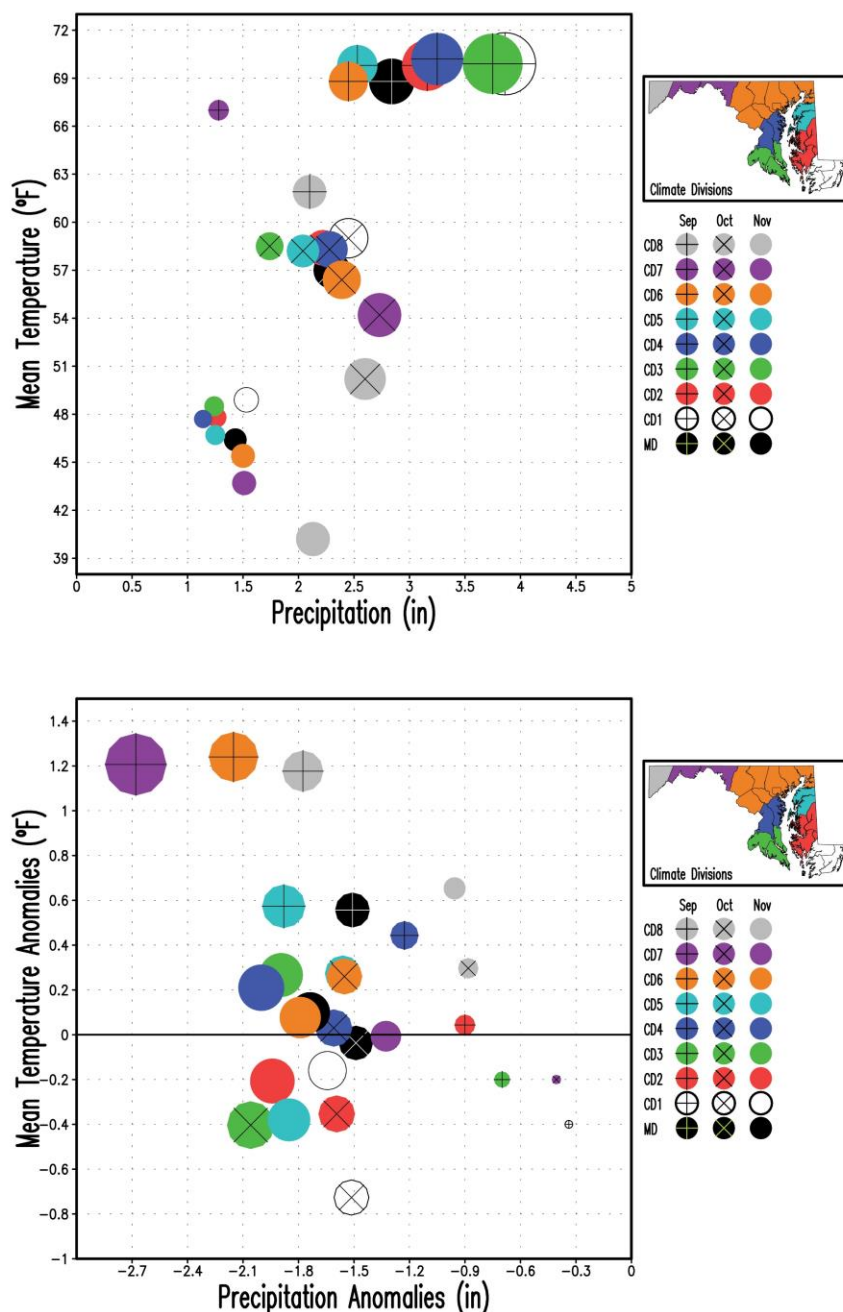 72
69
66
63
60
57
54
51
48
45
42
39
Mean Temperature (ºF)
0 0.5 1 1.5 2 2.5 3 3.5 4 4.5 5
Precipitation (in)
Climate Divisions
Sep Oct Nov
CD8
CD7
CD6
CD5
CD4
CD3
CD2
CD1
MD
1.4
1.2
1
0.8
0.6
0.4
0.2
0
−0.2
−0.4
−0.6
−0.8
−1
Mean Temperature Anomalies (ºF)
−2.7 −2.4 −2.1 −1.8 −1.5 −1.2 −0.9 −0.6 −0.3 0
Precipitation Anomalies (in)
Climate Divisions
Sep Oct Nov
CD8
CD7
CD6
CD5
CD4
CD3
CD2
CD1
MD